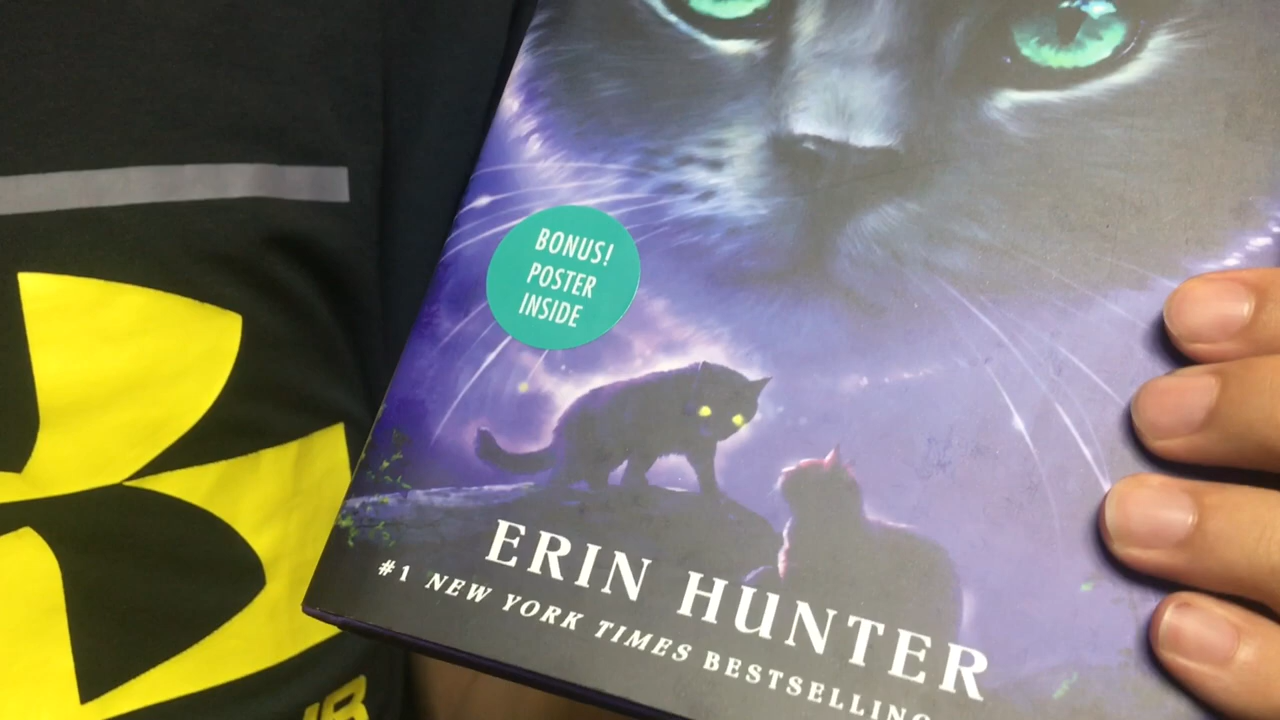 BONUS!
POSTER
INSIDE
ERIN HUNTER
#1 NEW YORK TIMES BESTSELLING